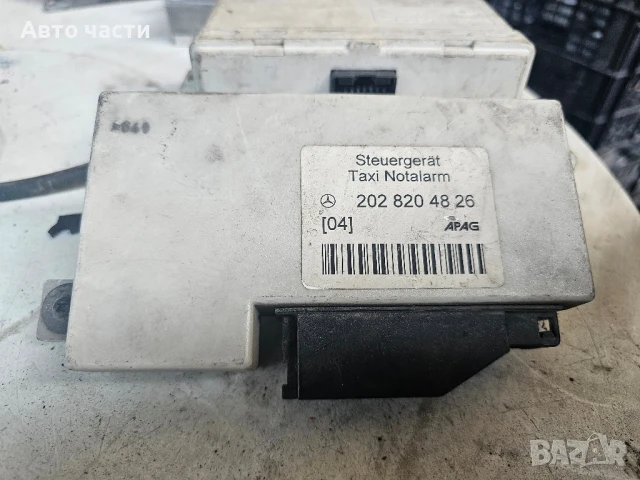 Авто части
Steuergerät
Taxi Notalarm
202 820 48 26
[04] APAG
BAZAR